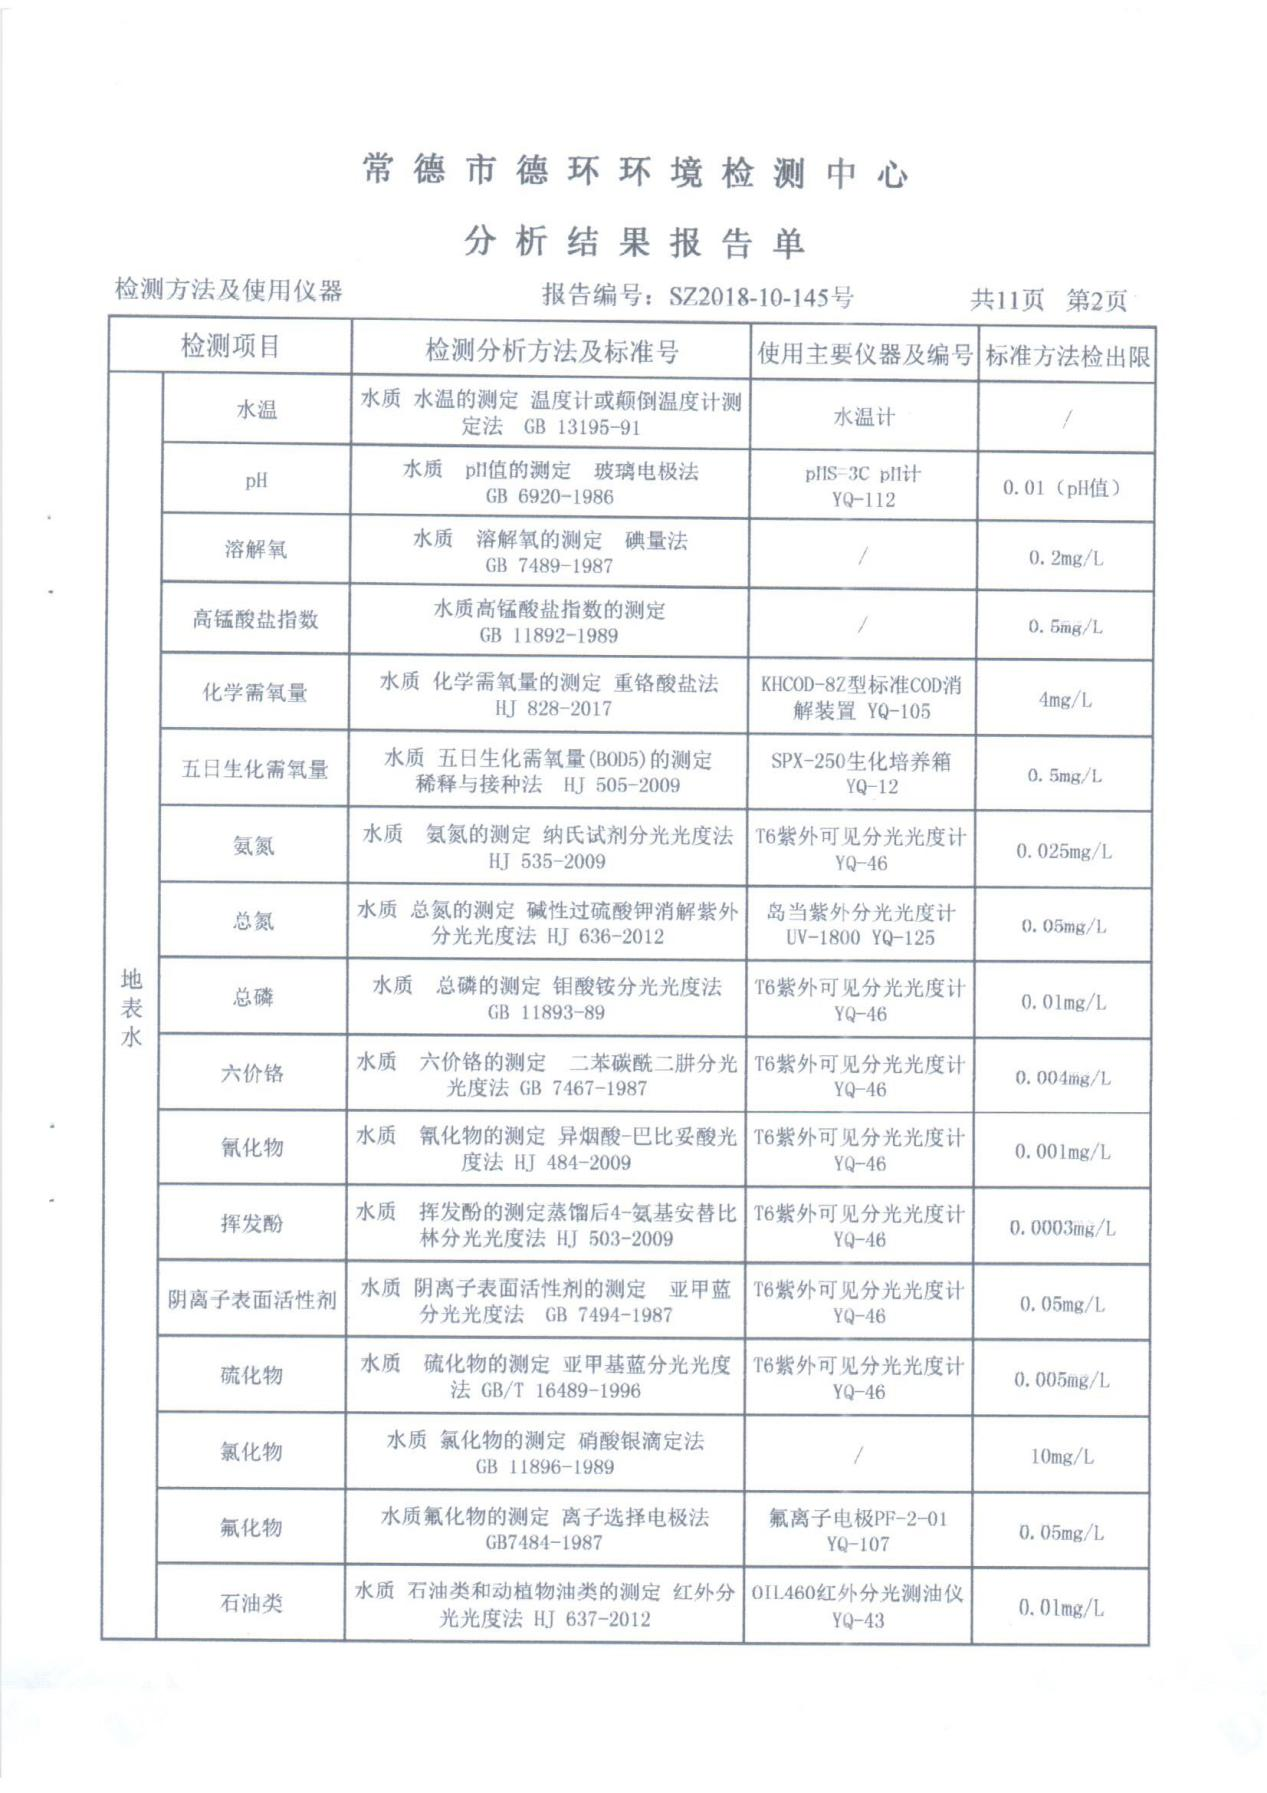 常德市德环环境检测中心
分析结果报告单
检测方法及使用仪器 报告编号：SZ2018-10-145号 共11页 第2页
检测项目 检测分析方法及标准号 使用主要仪器及编号 标准方法检出限
地表水
水温 水质 水温的测定 温度计或颠倒温度计测 水温计 /
定法 GB 13195-91
pH 水质 pH值的测定 玻璃电极法 pHS-3C pH计 0.01（pH值）
GB 6920-1986 YQ-112
溶解氧 水质 溶解氧的测定 碘量法 / 0.2mg/L
GB 7489-1987
高锰酸盐指数 水质高锰酸盐指数的测定 / 0.5mg/L
GB 11892-1989
化学需氧量 水质 化学需氧量的测定 重铬酸盐法 KHCOD-8Z型标准COD消 4mg/L
HJ 828-2017 解装置 YQ-105
五日生化需氧量 水质 五日生化需氧量(BOD5)的测定 SPX-250生化培养箱 0.5mg/L
稀释与接种法 HJ 505-2009 YQ-12
氨氮 水质 氨氮的测定 纳氏试剂分光光度法 T6紫外可见分光光度计 0.025mg/L
HJ 535-2009 YQ-46
总氮 水质 总氮的测定 碱性过硫酸钾消解紫外 岛当紫外分光光度计 0.05mg/L
分光光度法 HJ 636-2012 UV-1800 YQ-125
总磷 水质 总磷的测定 钼酸铵分光光度法 T6紫外可见分光光度计 0.01mg/L
GB 11893-89 YQ-46
六价铬 水质 六价铬的测定 二苯碳酰二肼分光 T6紫外可见分光光度计 0.004mg/L
光度法 GB 7467-1987 YQ-46
氰化物 水质 氰化物的测定 异烟酸-巴比妥酸光 T6紫外可见分光光度计 0.001mg/L
度法 HJ 484-2009 YQ-46
挥发酚 水质 挥发酚的测定蒸馏后4-氨基安替比 T6紫外可见分光光度计 0.0003mg/L
林分光光度法 HJ 503-2009 YQ-46
阴离子表面活性剂 水质 阴离子表面活性剂的测定 亚甲蓝 T6紫外可见分光光度计 0.05mg/L
分光光度法 GB 7494-1987 YQ-46
硫化物 水质 硫化物的测定 亚甲基蓝分光光度 T6紫外可见分光光度计 0.005mg/L
法 GB/T 16489-1996 YQ-46
氯化物 水质 氯化物的测定 硝酸银滴定法 / 10mg/L
GB 11896-1989
氟化物 水质氟化物的测定 离子选择电极法 氟离子电极PF-2-01 0.05mg/L
GB7484-1987 YQ-107
石油类 水质 石油类和动植物油类的测定 红外分 OIL460红外分光测油仪 0.01mg/L
光光度法 HJ 637-2012 YQ-43